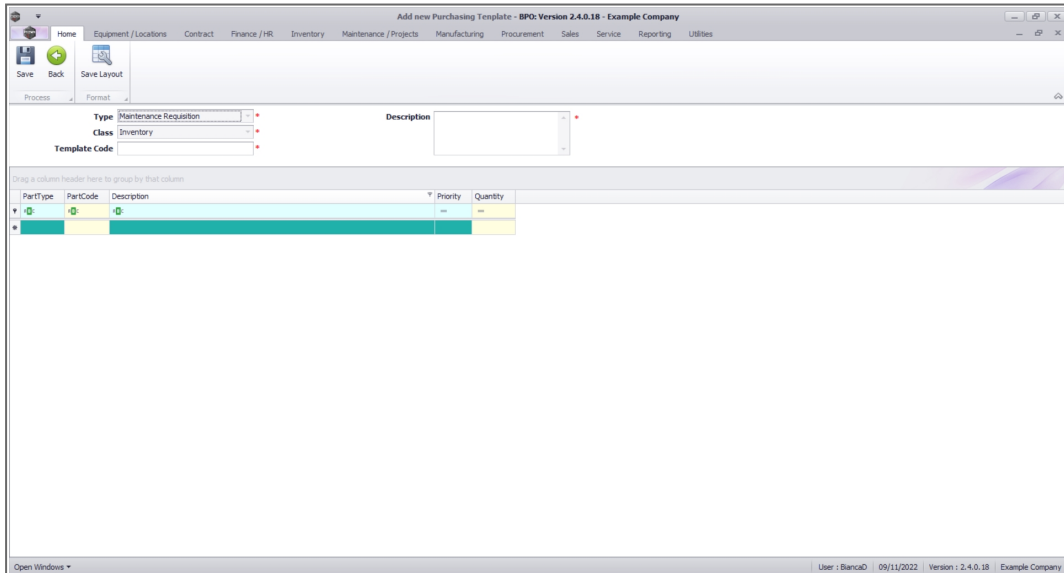 Add new Purchasing Tenplate - BPO: Version 2.4.0.18 - Example Company
Home Equipment / Locations Contract Finance / HR Inventory Maintenance / Projects Manufacturing Procurement Sales Service Reporting Utilities
Save Back Save Layout
Process Format
Type Maintenance Requisition * Description *
Class Inventory *
Template Code *
Drag a column header here to group by that column
PartType PartCode Description Priority Quantity
= =
Open Windows User : BiancaD 09/11/2022 Version : 2.4.0.18 Example Company